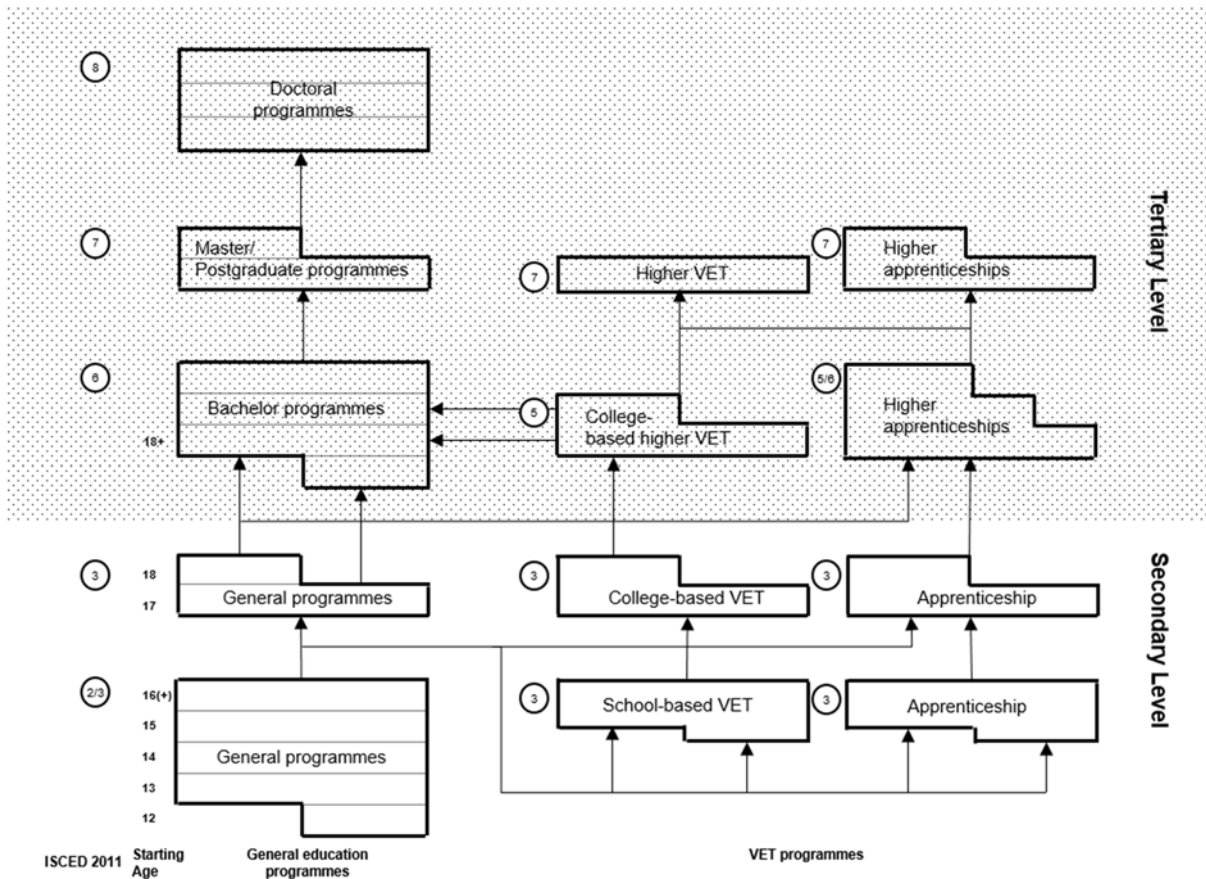 8
Doctoral
programmes
7
Master/
Postgraduate programmes
7
Higher VET
7
Higher
apprenticeships
Tertiary Level
6
Bachelor programmes
18+
5
College-
based higher VET
5/6
Higher
apprenticeships
3
18
17
General programmes
3
College-based VET
3
Apprenticeship
Secondary Level
2/3
16(+)
15
14
13
12
General programmes
3
School-based VET
3
Apprenticeship
ISCED 2011
Starting
Age
General education
programmes
VET programmes